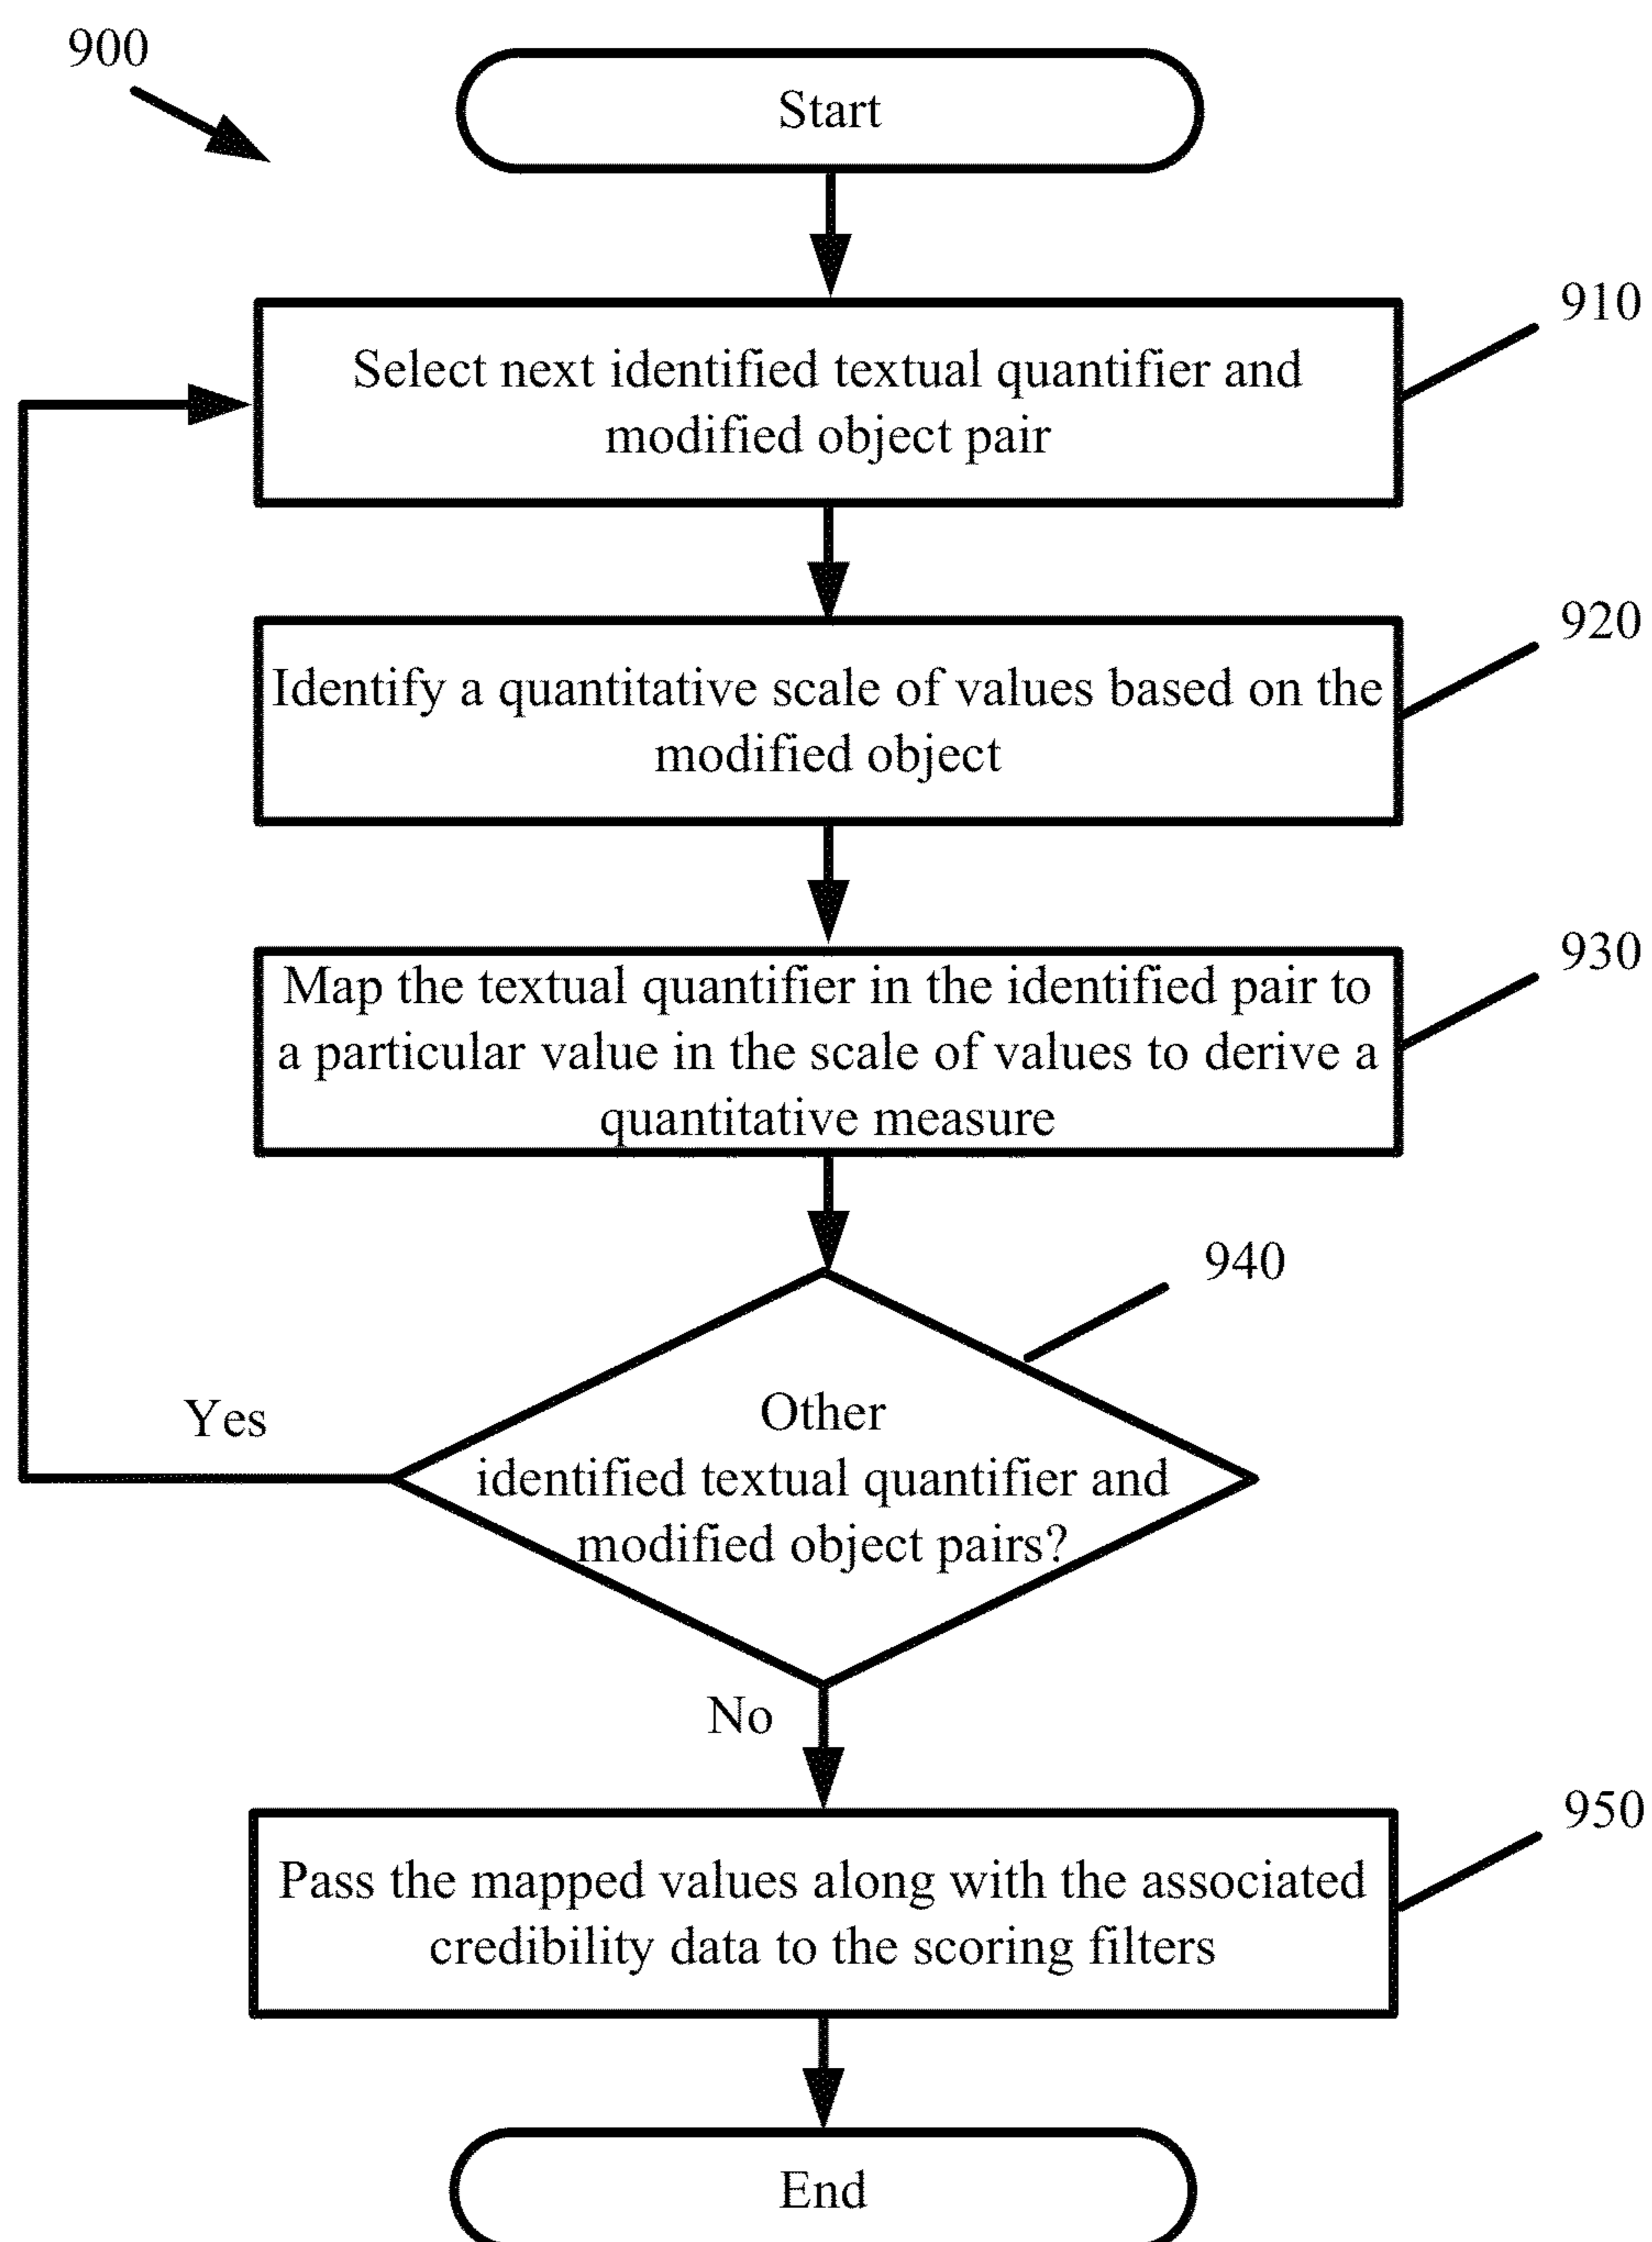 900
Start
910
Select next identified textual quantifier and
modified object pair
920
Identify a quantitative scale of values based on the
modified object
930
Map the textual quantifier in the identified pair to
a particular value in the scale of values to derive a
quantitative measure
940
Other
identified textual quantifier and
modified object pairs?
Yes
No
950
Pass the mapped values along with the associated
credibility data to the scoring filters
End